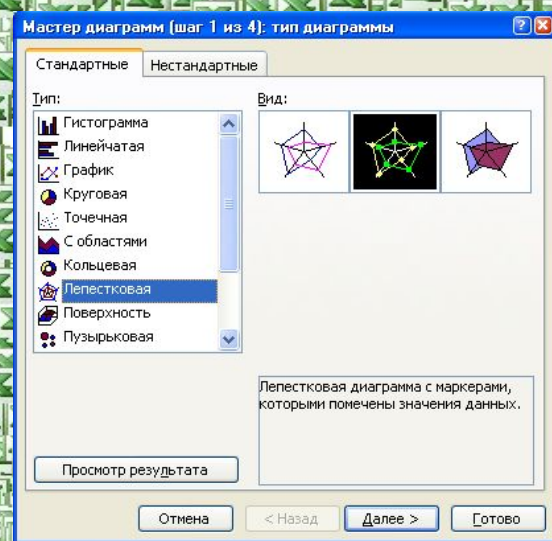 Мастер диаграмм (шаг 1 из 4): тип диаграммы
Стандартные
Нестандартные
Тип:
Вид:
Гистограмма
Линейчатая
График
Круговая
Точечная
С областями
Кольцевая
Лепестковая
Поверхность
Пузырьковая
Лепестковая диаграмма с маркерами,
которыми помечены значения данных.
Просмотр результата
Отмена
< Назад
Далее >
Готово